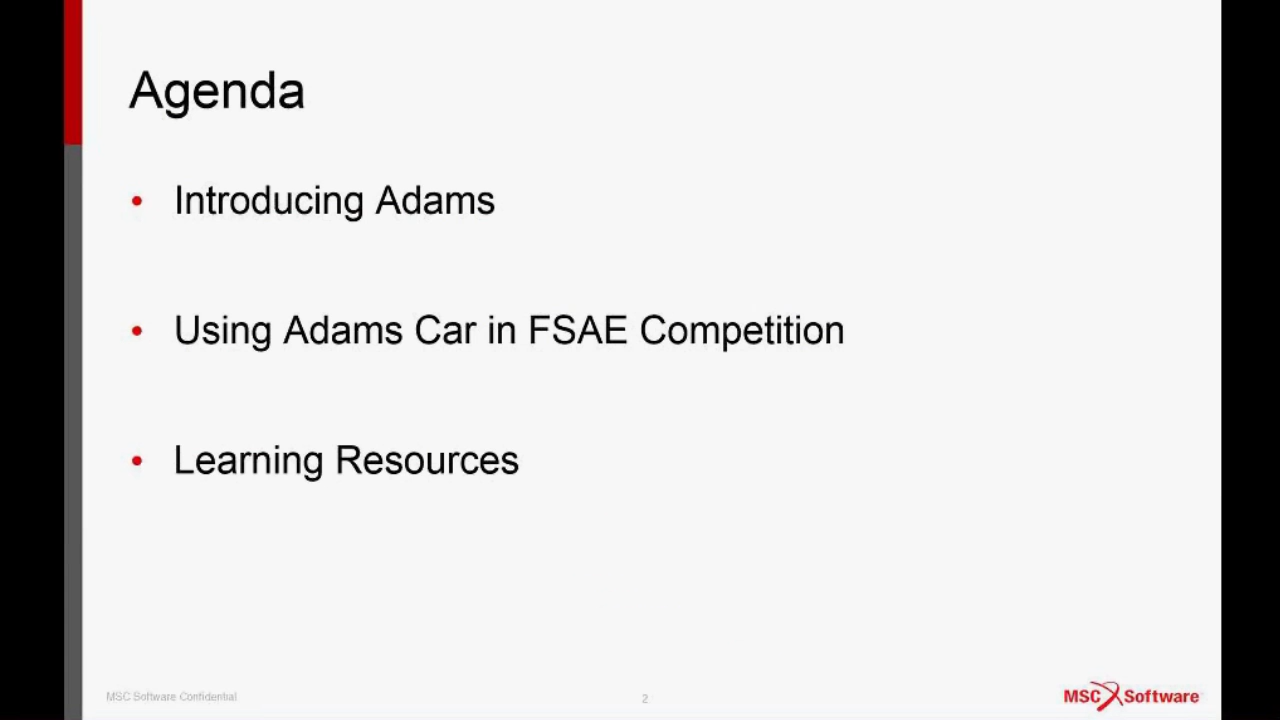 Agenda
• Introducing Adams
• Using Adams Car in FSAE Competition
• Learning Resources
MSC Software Confidential
2
MSC Software